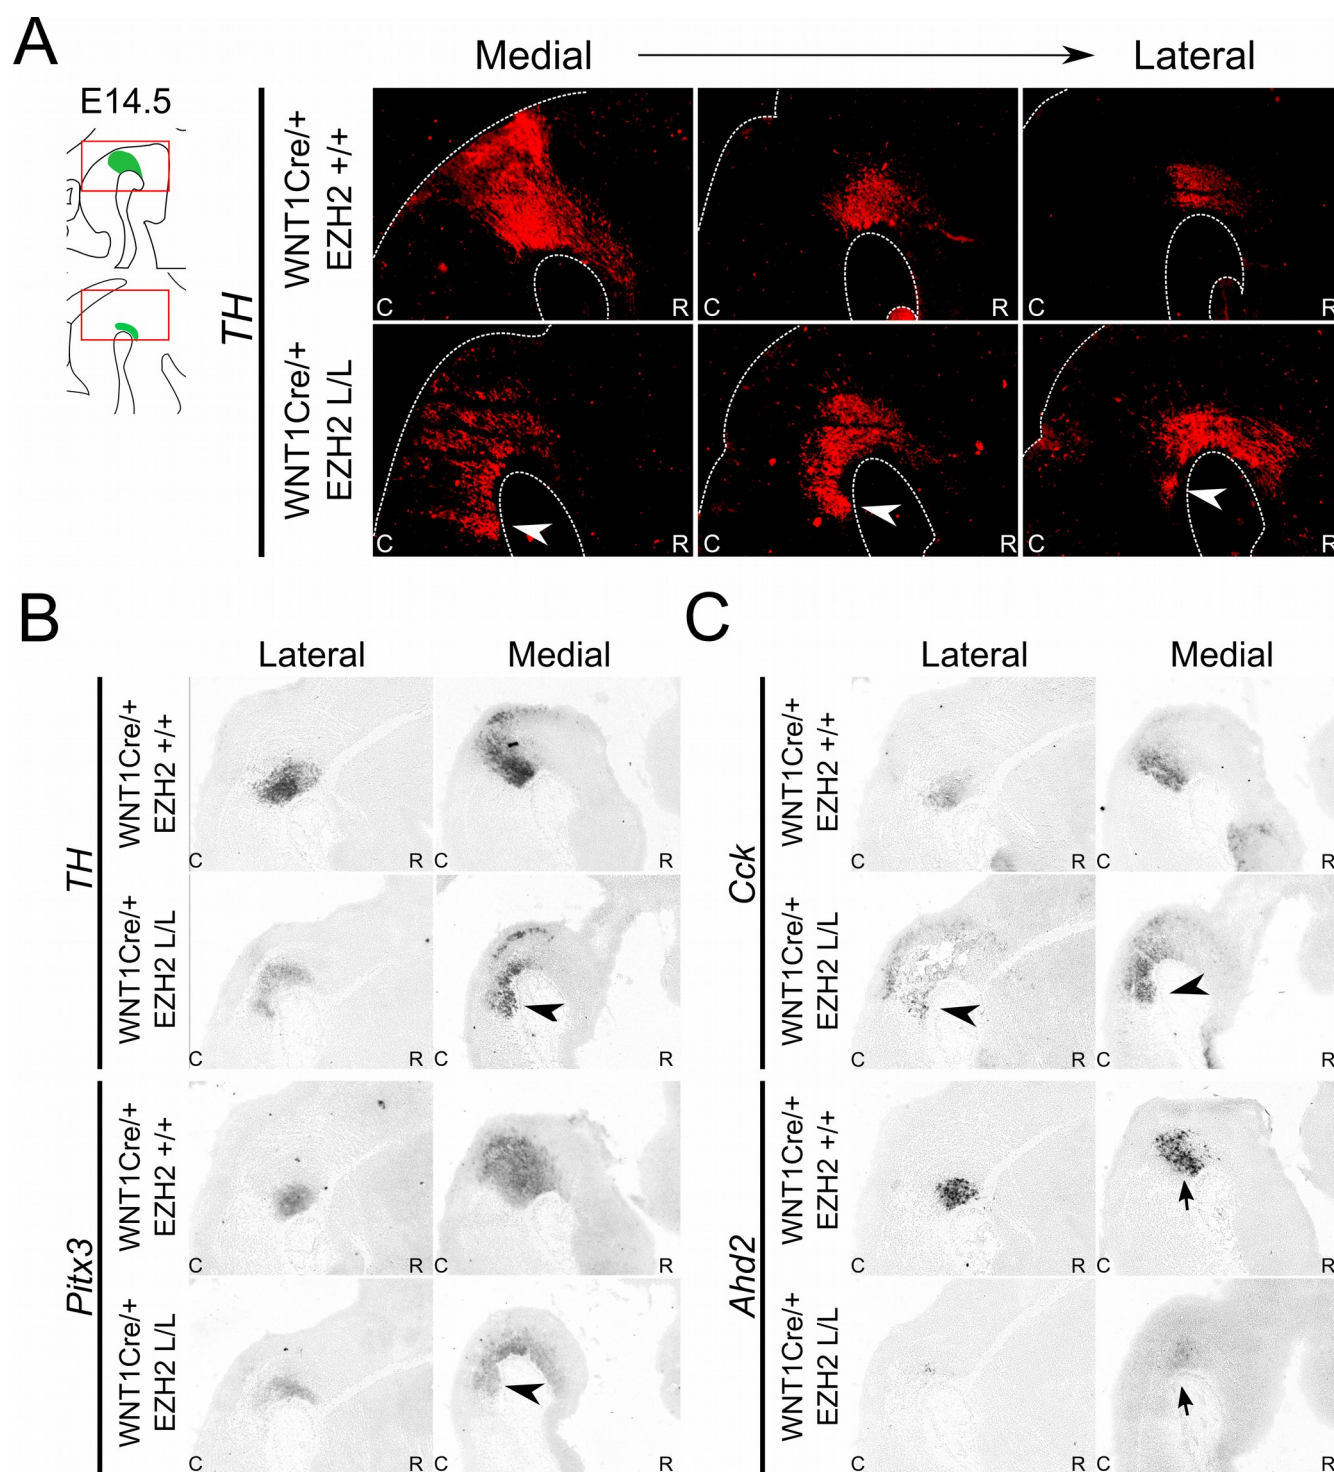 A
Medial
Lateral
E14.5
TH
WNT1Cre/+
EZH2 +/+
C
R
C
R
C
R
WNT1Cre/+
EZH2 L/L
C
R
C
R
C
R
B
Lateral
Medial
TH
WNT1Cre/+
EZH2 +/+
C
R
C
R
WNT1Cre/+
EZH2 L/L
C
R
C
R
Pitx3
WNT1Cre/+
EZH2 +/+
C
R
C
R
WNT1Cre/+
EZH2 L/L
C
R
C
R
C
Lateral
Medial
Cck
WNT1Cre/+
EZH2 +/+
C
R
C
R
WNT1Cre/+
EZH2 L/L
C
R
C
R
Ahd2
WNT1Cre/+
EZH2 +/+
C
R
C
R
WNT1Cre/+
EZH2 L/L
C
R
C
R